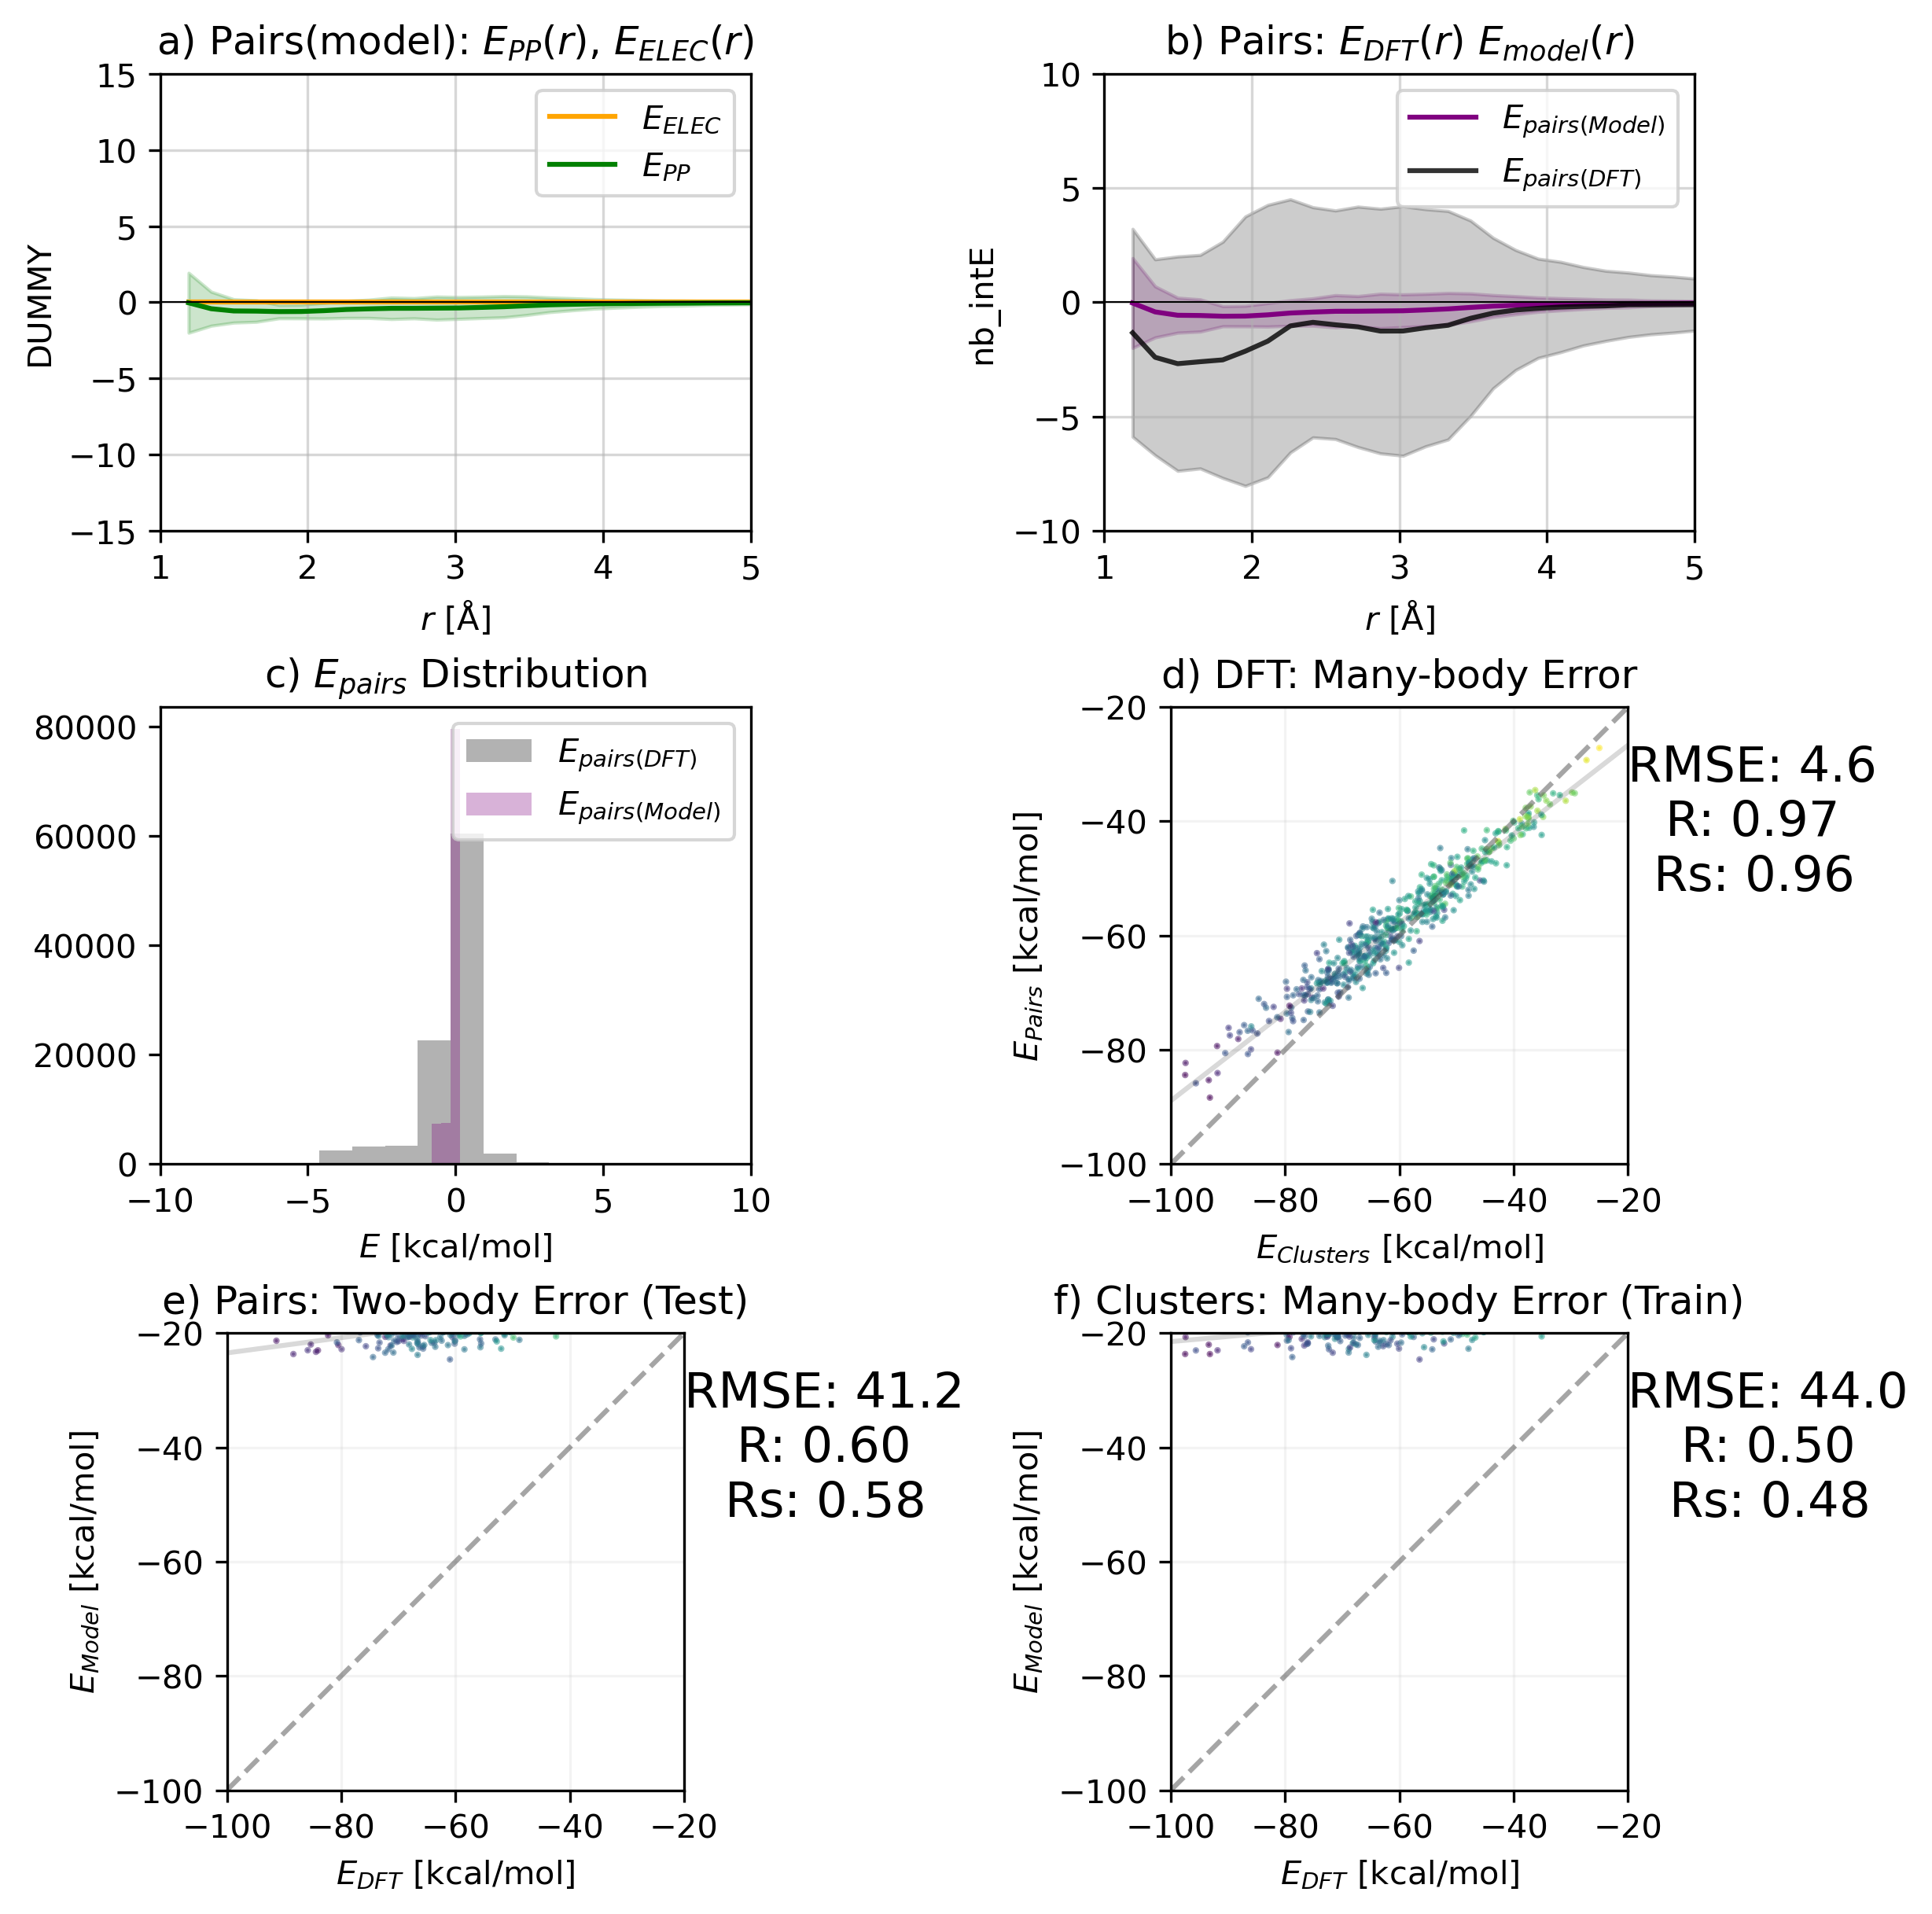 a) Pairs(model): E_PP(r), E_ELEC(r)
15
10
5
0
−5
−10
−15
DUMMY
E_ELEC
E_PP
1 2 3 4 5
r [Å]
b) Pairs: E_DFT(r) E_model(r)
10
5
0
−5
−10
nb_intE
E_pairs(Model)
E_pairs(DFT)
1 2 3 4 5
r [Å]
c) E_pairs Distribution
80000
60000
40000
20000
0
E_pairs(DFT)
E_pairs(Model)
−10 −5 0 5 10
E [kcal/mol]
d) DFT: Many-body Error
−20
−40
−60
−80
−100
E_Pairs [kcal/mol]
RMSE: 4.6
R: 0.97
Rs: 0.96
−100 −80 −60 −40 −20
E_Clusters [kcal/mol]
e) Pairs: Two-body Error (Test)
−20
−40
−60
−80
−100
E_Model [kcal/mol]
RMSE: 41.2
R: 0.60
Rs: 0.58
−100 −80 −60 −40 −20
E_DFT [kcal/mol]
f) Clusters: Many-body Error (Train)
−20
−40
−60
−80
−100
E_Model [kcal/mol]
RMSE: 44.0
R: 0.50
Rs: 0.48
−100 −80 −60 −40 −20
E_DFT [kcal/mol]